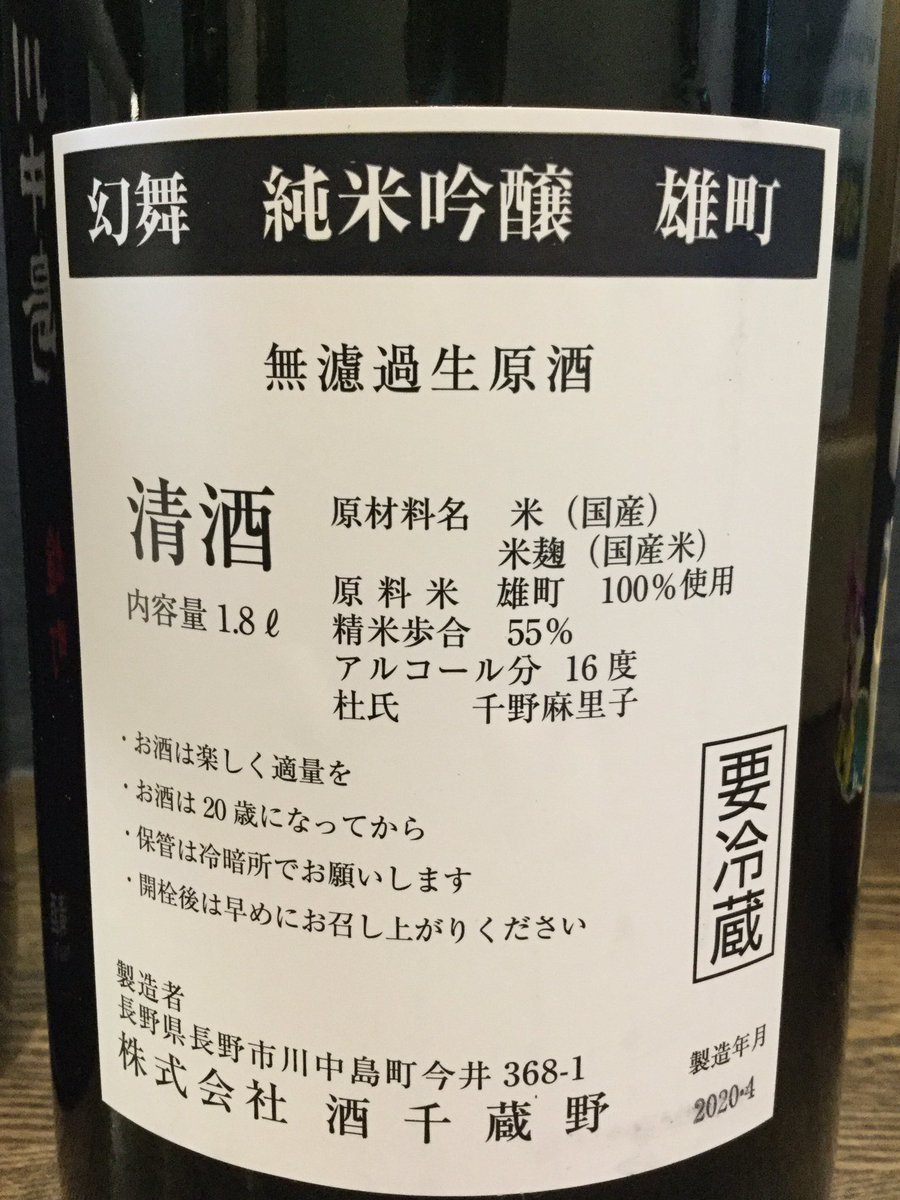 幻舞 純米吟醸 雄町
無濾過生原酒
清酒
内容量 1.8ℓ
原材料名 米(国産)
米麹(国産米)
原料米 雄町 100%使用
精米歩合 55%
アルコール分 16度
杜氏 千野麻里子
・お酒は楽しく適量を
・お酒は20歳になってから
・保管は冷暗所でお願いします
・開栓後は早めにお召し上がりください
要冷蔵
製造者
長野県長野市川中島町今井368-1
株式会社 酒千蔵野
製造年月
2020・4